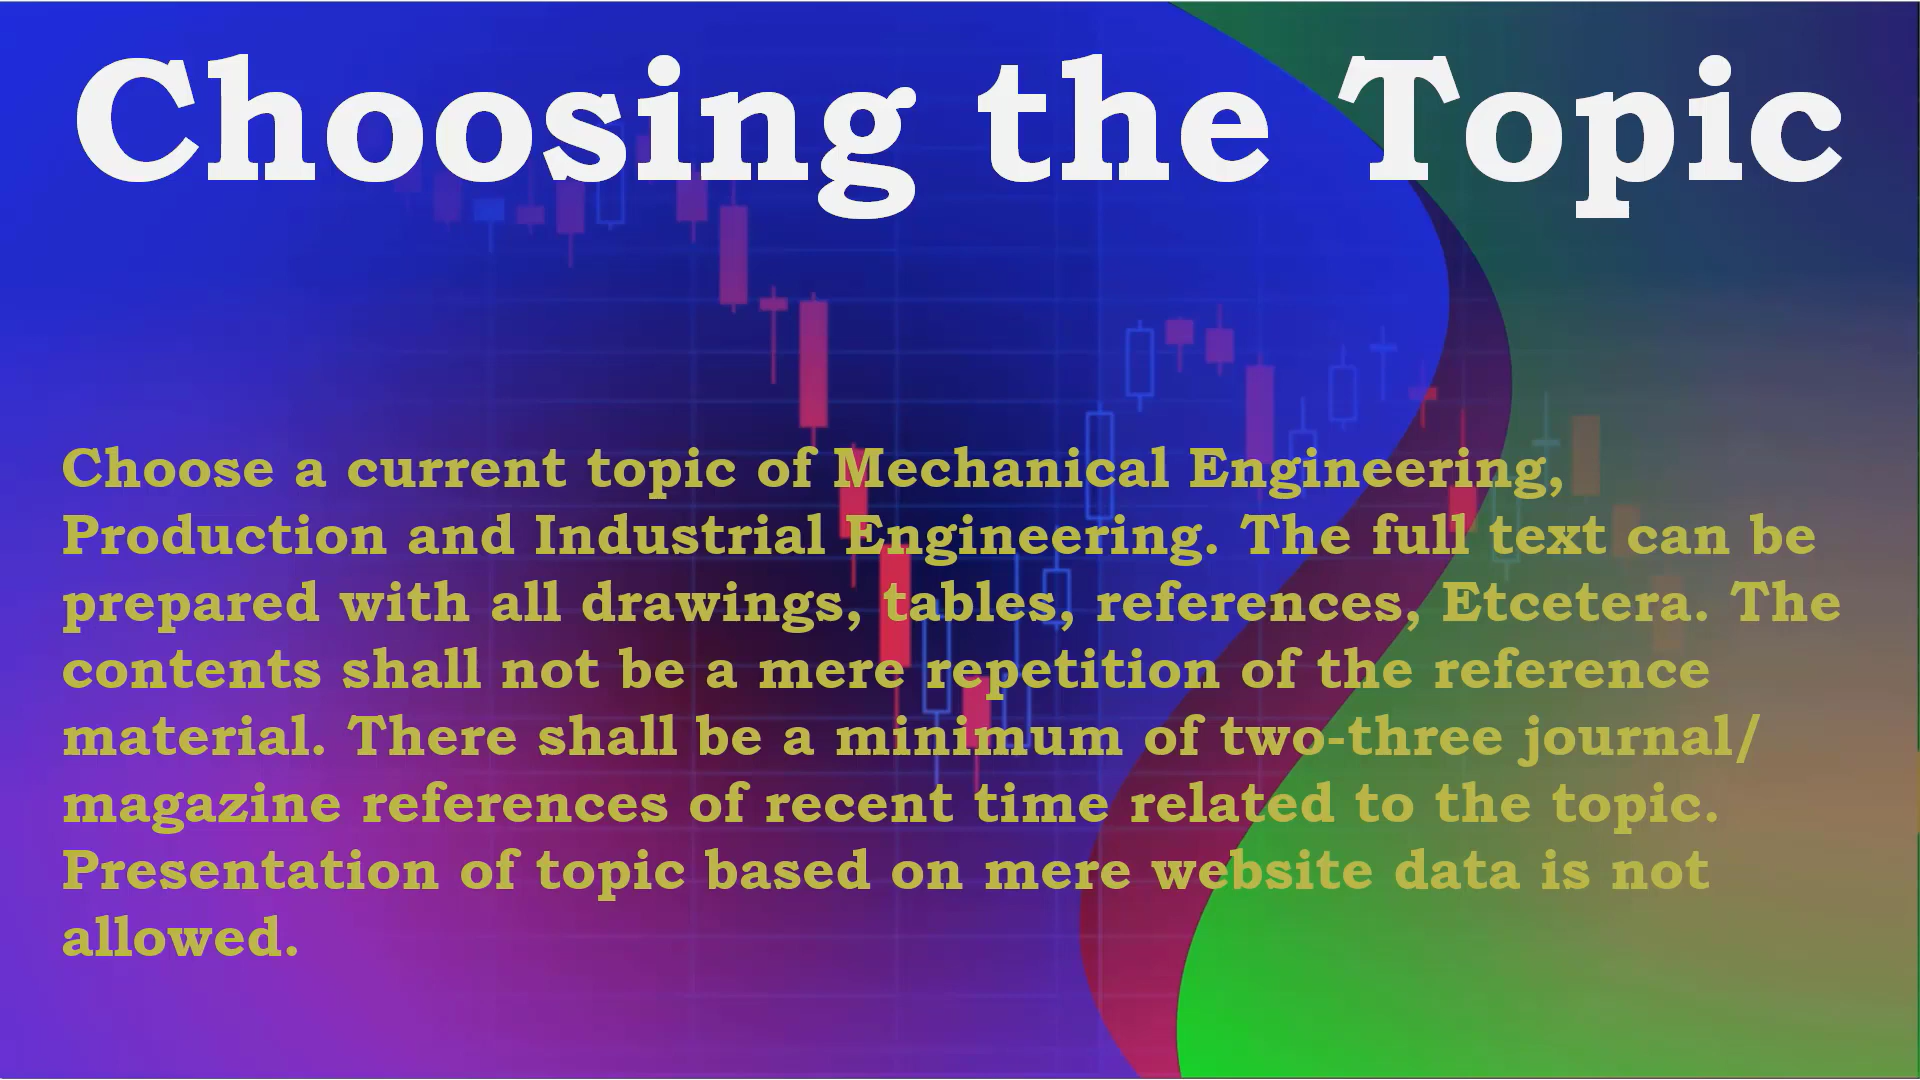 Choosing the Topic
Choose a current topic of Mechanical Engineering,
Production and Industrial Engineering. The full text can be
prepared with all drawings, tables, references, Etcetera. The
contents shall not be a mere repetition of the reference
material. There shall be a minimum of two-three journal/
magazine references of recent time related to the topic.
Presentation of topic based on mere website data is not
allowed.